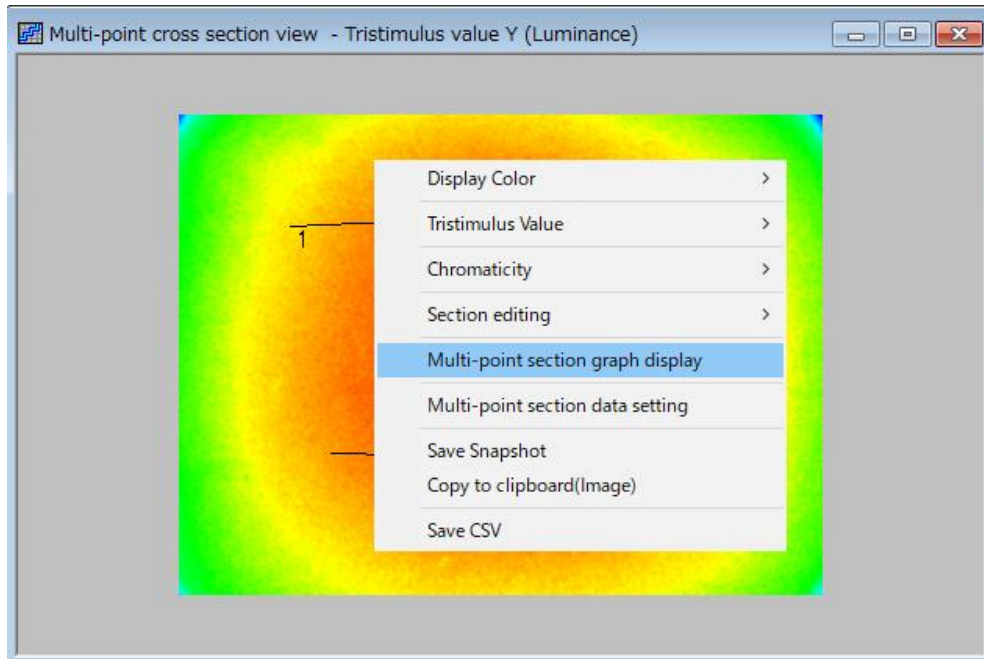 Multi-point cross section view - Tristimulus value Y (Luminance)
Display Color
1
Tristimulus Value
Chromaticity
Section editing
Multi-point section graph display
Multi-point section data setting
Save Snapshot
Copy to clipboard(Image)
Save CSV